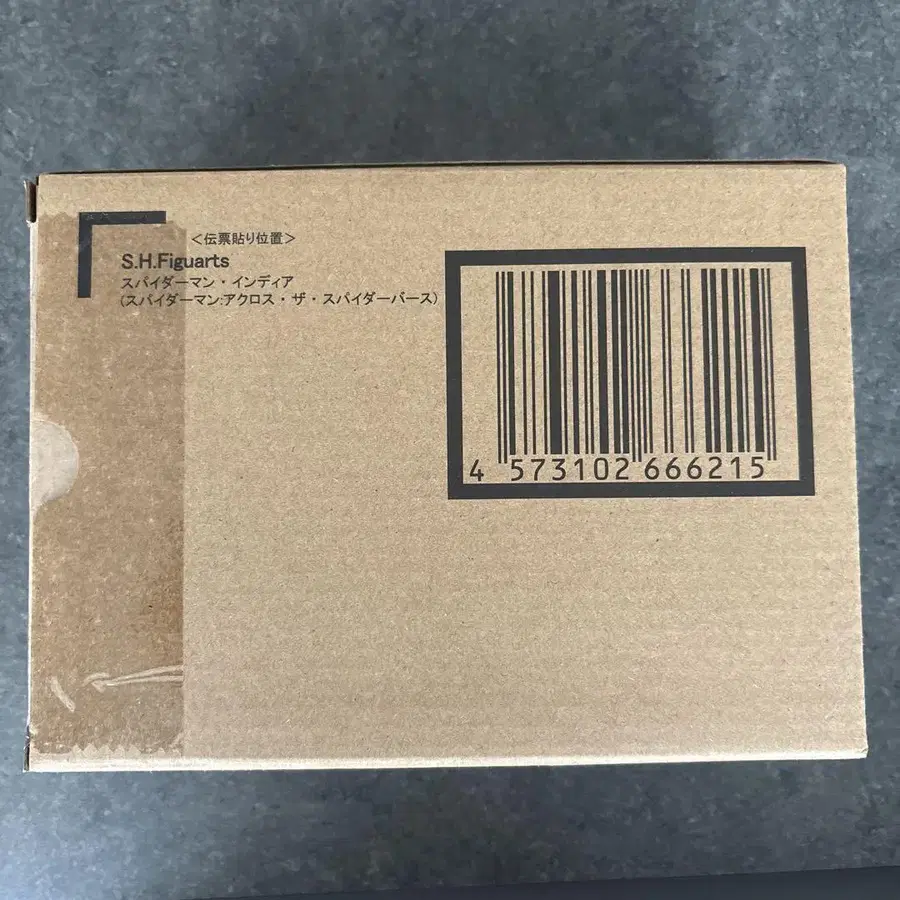 ＜伝票貼り位置＞
S.H.Figuarts
スパイダーマン・インディア
(スパイダーマン:アクロス・ザ・スパイダーバース)
4 573102 666215